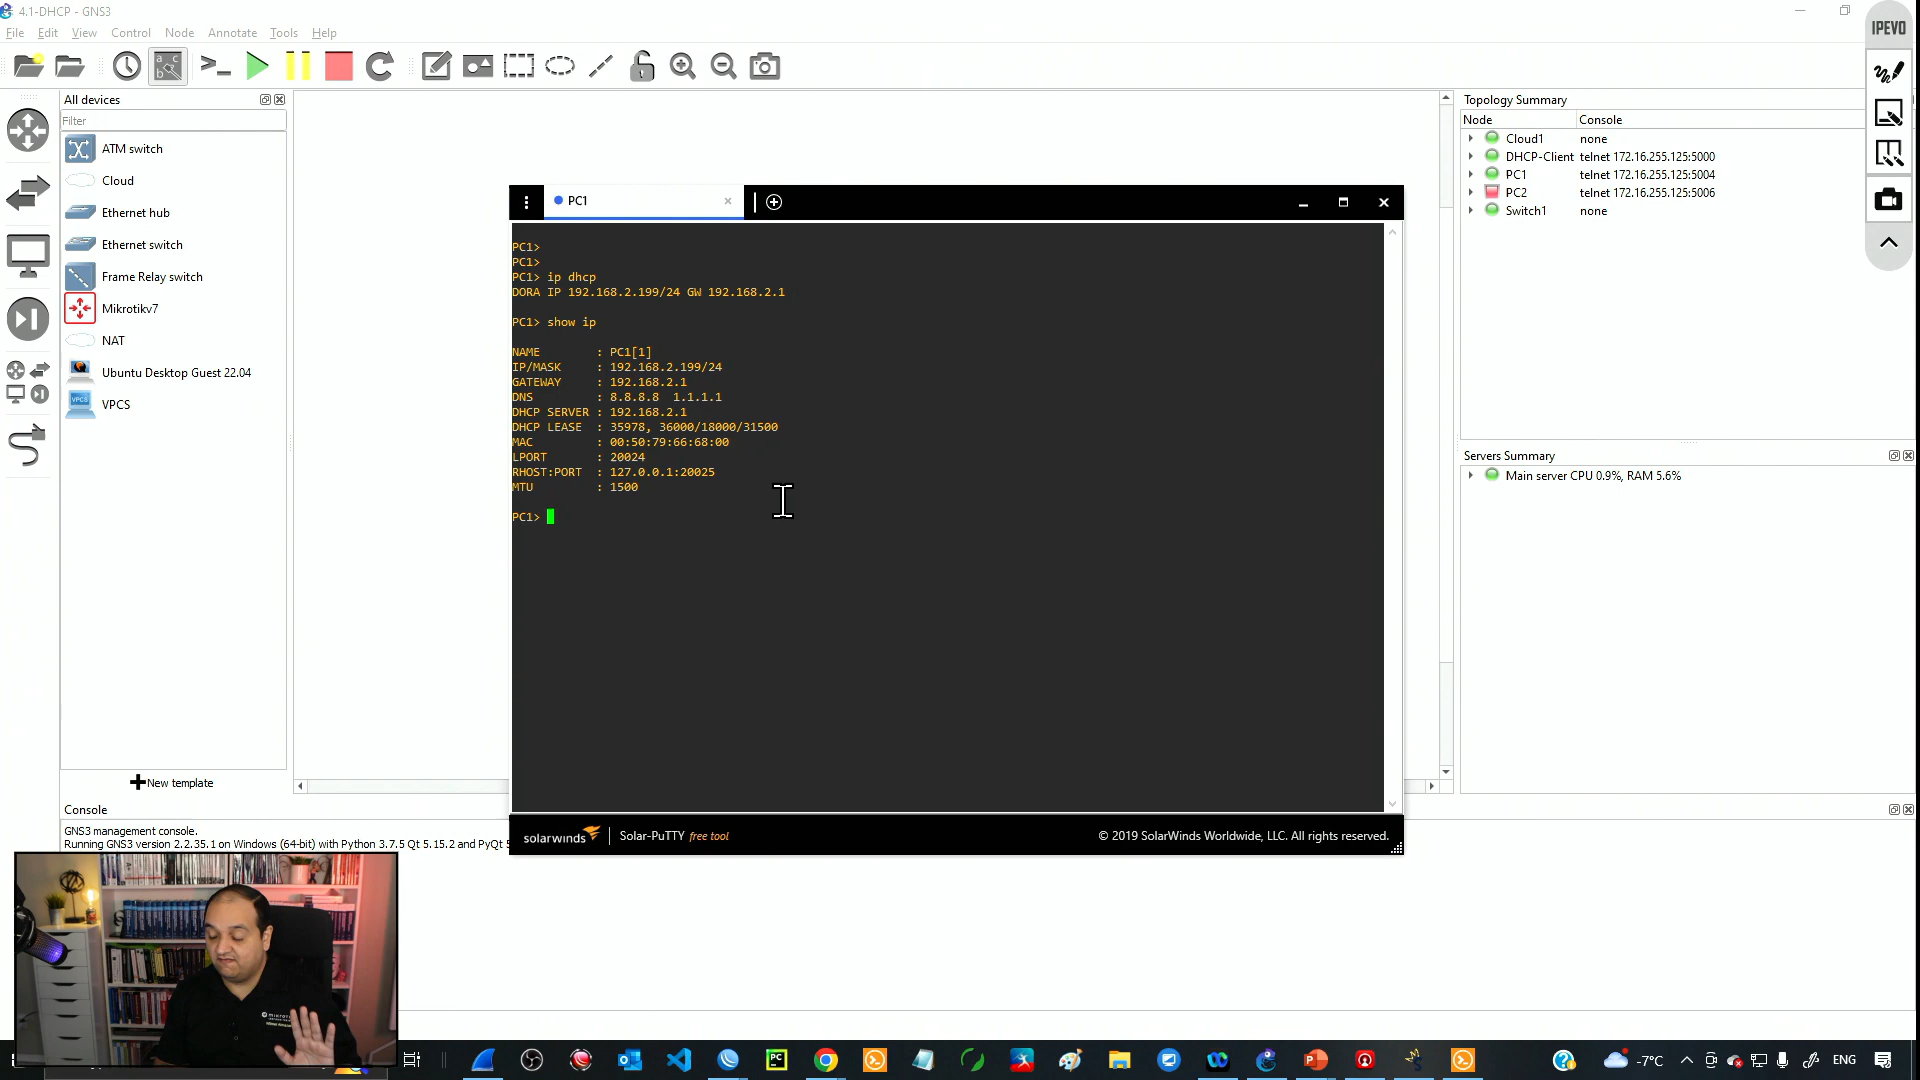 4.1-DHCP - GNS3
File Edit View Control Node Annotate Tools Help
IPEVO
All devices
Filter
ATM switch
Cloud
Ethernet hub
Ethernet switch
Frame Relay switch
Mikrotikv7
NAT
Ubuntu Desktop Guest 22.04
VPCS
New template
PC1
PC1>
PC1>
PC1> ip dhcp
DORA IP 192.168.2.199/24 GW 192.168.2.1
PC1> show ip
NAME : PC1[1]
IP/MASK : 192.168.2.199/24
GATEWAY : 192.168.2.1
DNS : 8.8.8.8 1.1.1.1
DHCP SERVER : 192.168.2.1
DHCP LEASE : 35978, 36000/18000/31500
MAC : 00:50:79:66:68:00
LPORT : 20024
RHOST:PORT : 127.0.0.1:20025
MTU : 1500
PC1>
solarwinds Solar-PuTTY free tool
© 2019 SolarWinds Worldwide, LLC. All rights reserved.
Topology Summary
Node Console
Cloud1 none
DHCP-Client telnet 172.16.255.125:5000
PC1 telnet 172.16.255.125:5004
PC2 telnet 172.16.255.125:5006
Switch1 none
Servers Summary
Main server CPU 0.9%, RAM 5.6%
Console
GNS3 management console.
Running GNS3 version 2.2.35.1 on Windows (64-bit) with Python 3.7.5 Qt 5.15.2 and PyQt 5
-7°C ENG